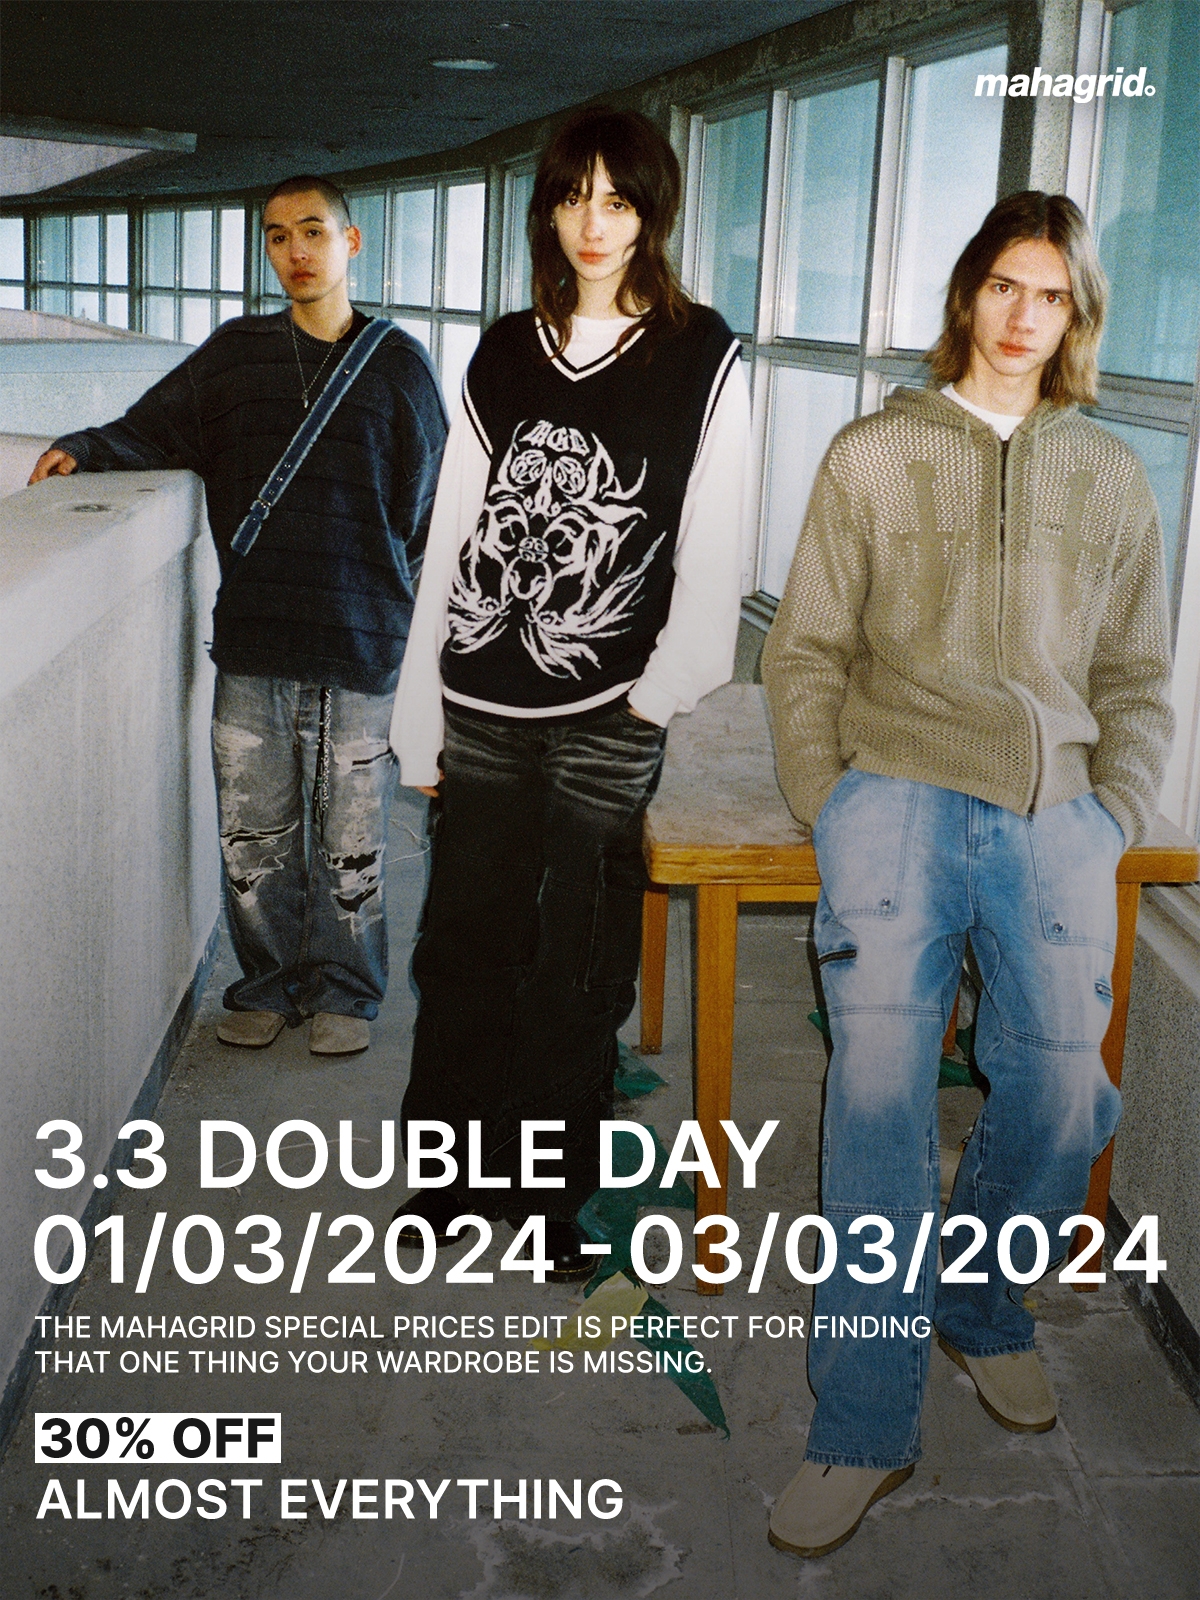 mahagrid.
MGD
3.3 DOUBLE DAY
01/03/2024 - 03/03/2024
THE MAHAGRID SPECIAL PRICES EDIT IS PERFECT FOR FINDING
THAT ONE THING YOUR WARDROBE IS MISSING.
30% OFF
ALMOST EVERYTHING